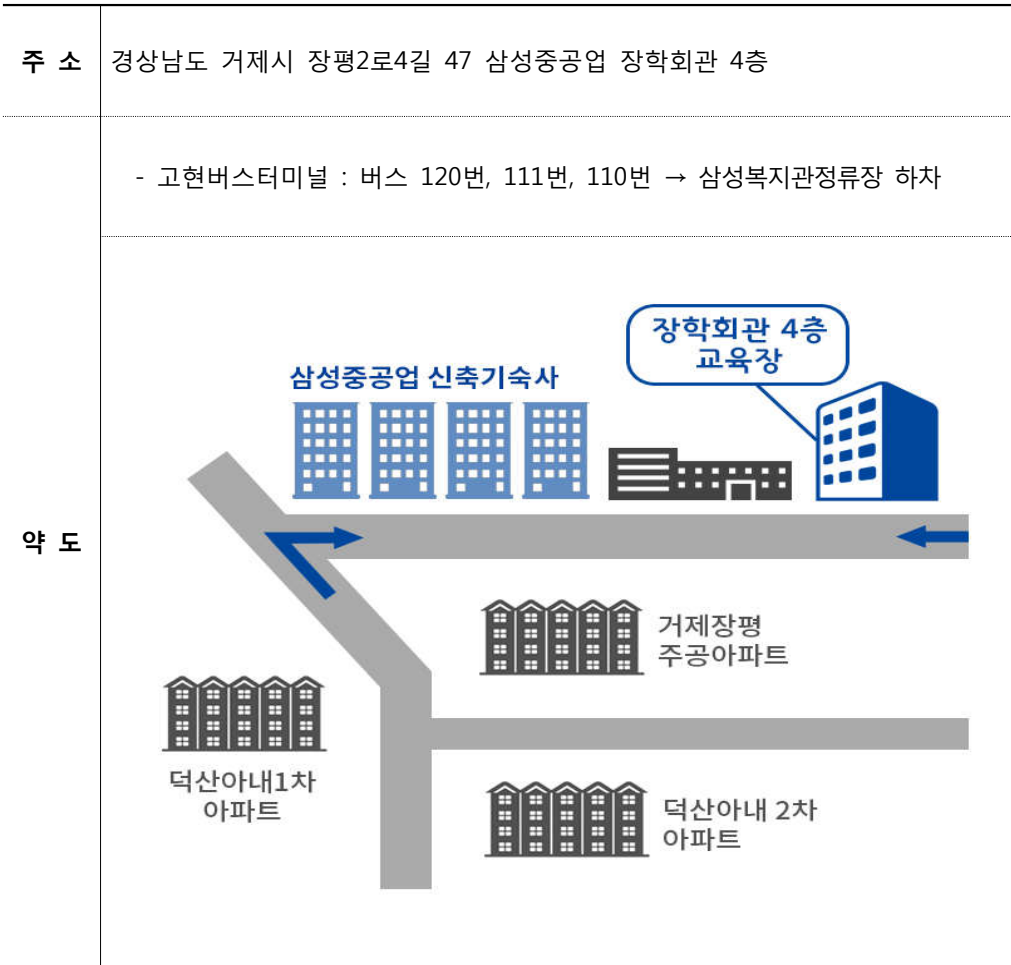 주 소
경상남도 거제시 장평2로4길 47 삼성중공업 장학회관 4층
- 고현버스터미널 : 버스 120번, 111번, 110번 → 삼성복지관정류장 하차
약 도
장학회관 4층
교육장
삼성중공업 신축기숙사
거제장평
주공아파트
덕산아내1차
아파트
덕산아내 2차
아파트